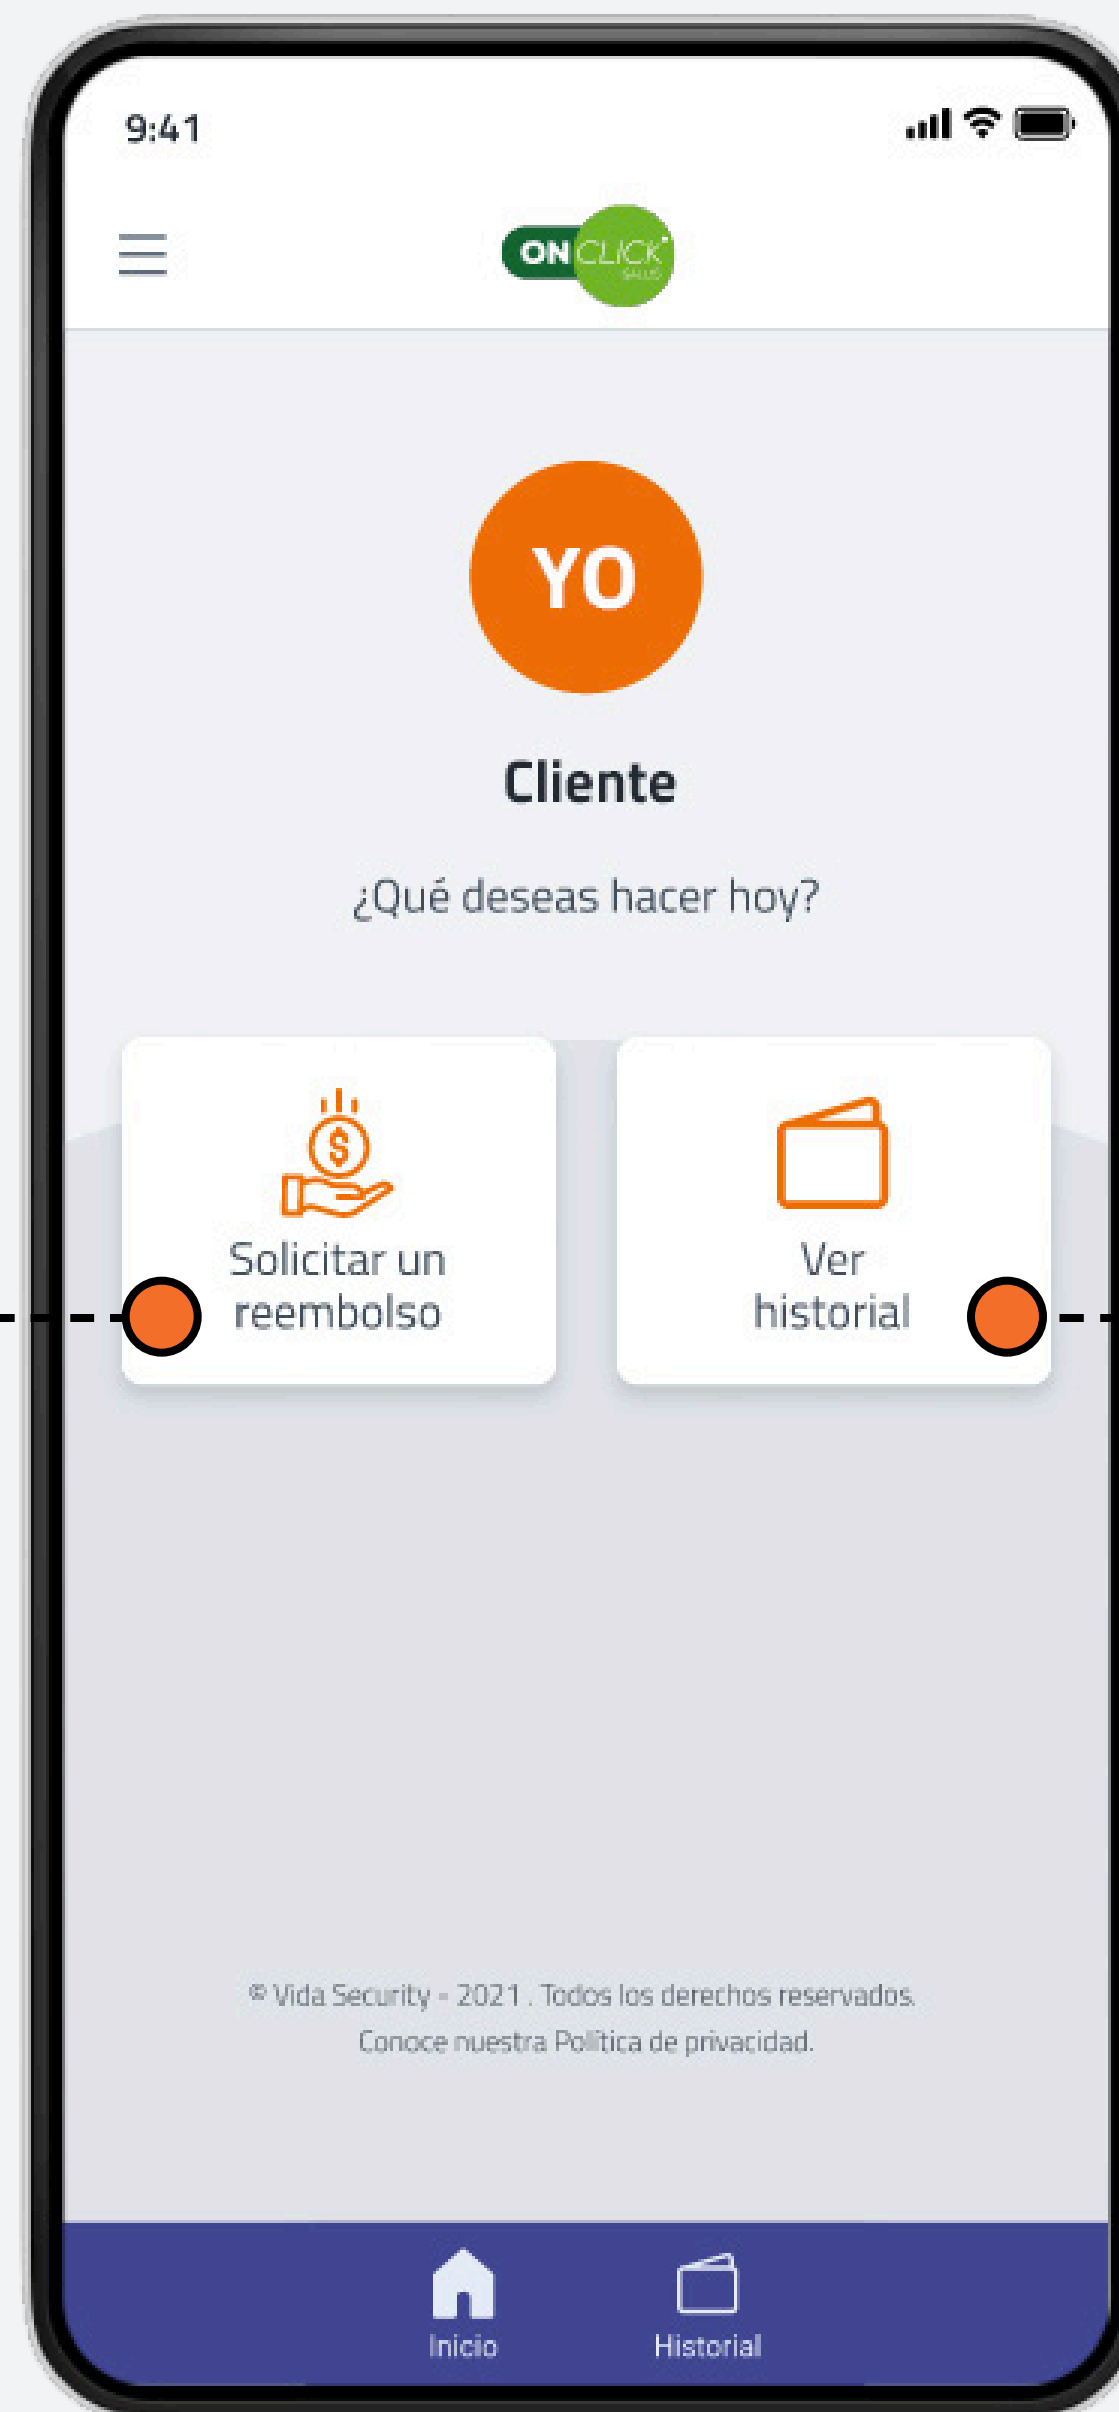 9:41
ONCLICK
SALUD
YO
Cliente
¿Qué deseas hacer hoy?
$
Solicitar un
reembolso
Ver
historial
© Vida Security - 2021 . Todos los derechos reservados.
Conoce nuestra Política de privacidad.
Inicio
Historial